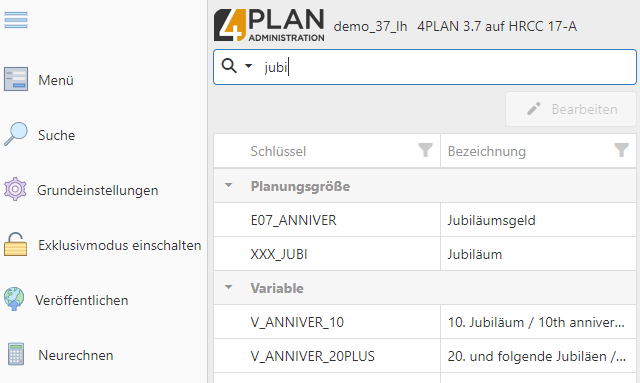 4PLAN
ADMINISTRATION
demo_37_lh 4PLAN 3.7 auf HRCC 17-A
jubi
Bearbeiten
Menü
Suche
Grundeinstellungen
Exklusivmodus einschalten
Veröffentlichen
Neurechnen
Schlüssel Bezeichnung
Planungsgröße
E07_ANNIVER Jubiläumsgeld
XXX_JUBI Jubiläum
Variable
V_ANNIVER_10 10. Jubiläum / 10th anniver...
V_ANNIVER_20PLUS 20. und folgende Jubiläen /...